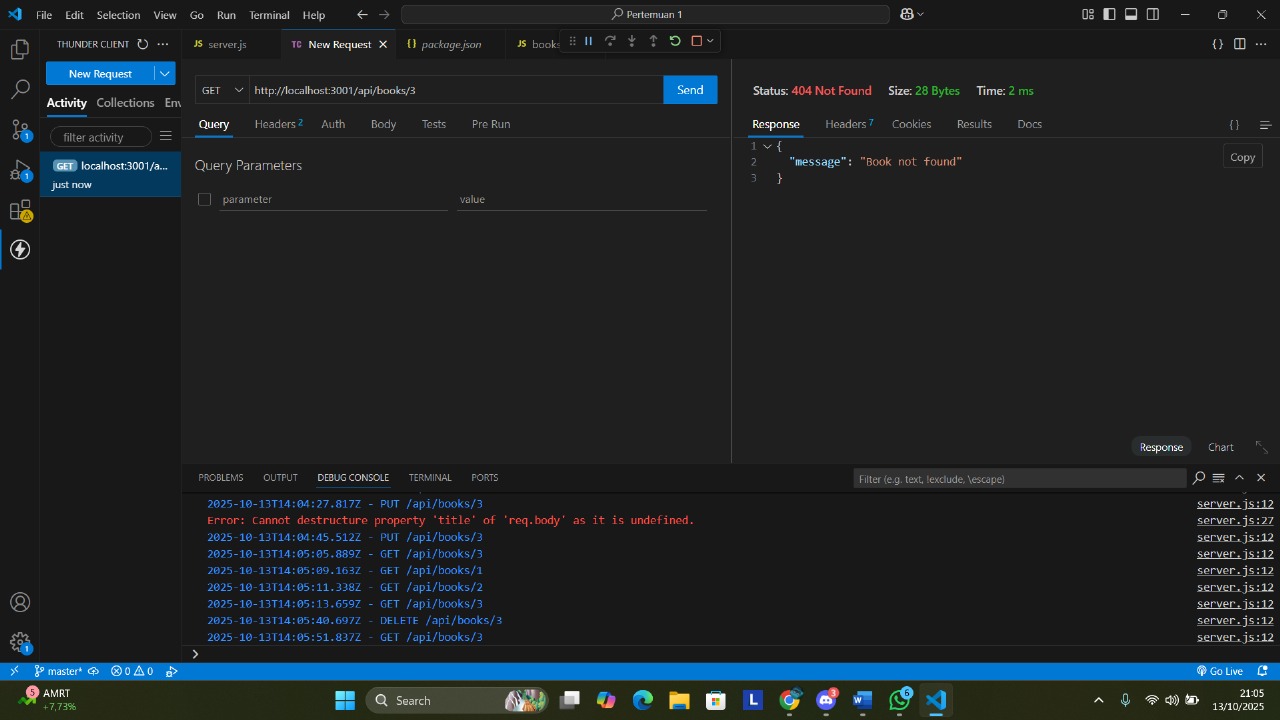 File Edit Selection View Go Run Terminal Help
Pertemuan 1
THUNDER CLIENT
JS server.js
TC New Request
{} package.json
JS books
New Request
GET
http://localhost:3001/api/books/3
Send
Status: 404 Not Found Size: 28 Bytes Time: 2 ms
Activity Collections Env
Query Headers 2 Auth Body Tests Pre Run
Response Headers 7 Cookies Results Docs
{ }
filter activity
GET localhost:3001/a...
just now
Query Parameters
parameter value
1 {
2 "message": "Book not found"
3 }
Copy
Response Chart
PROBLEMS OUTPUT DEBUG CONSOLE TERMINAL PORTS
Filter (e.g. text, !exclude, \escape)
2025-10-13T14:04:27.817Z - PUT /api/books/3 server.js:12
Error: Cannot destructure property 'title' of 'req.body' as it is undefined. server.js:27
2025-10-13T14:04:45.512Z - PUT /api/books/3 server.js:12
2025-10-13T14:05:05.889Z - GET /api/books/3 server.js:12
2025-10-13T14:05:09.163Z - GET /api/books/1 server.js:12
2025-10-13T14:05:11.338Z - GET /api/books/2 server.js:12
2025-10-13T14:05:13.659Z - GET /api/books/3 server.js:12
2025-10-13T14:05:40.697Z - DELETE /api/books/3 server.js:12
2025-10-13T14:05:51.837Z - GET /api/books/3 server.js:12
master* 0 0 Go Live
5 AMRT
+7,73%
Search
3
6
21:05
13/10/2025